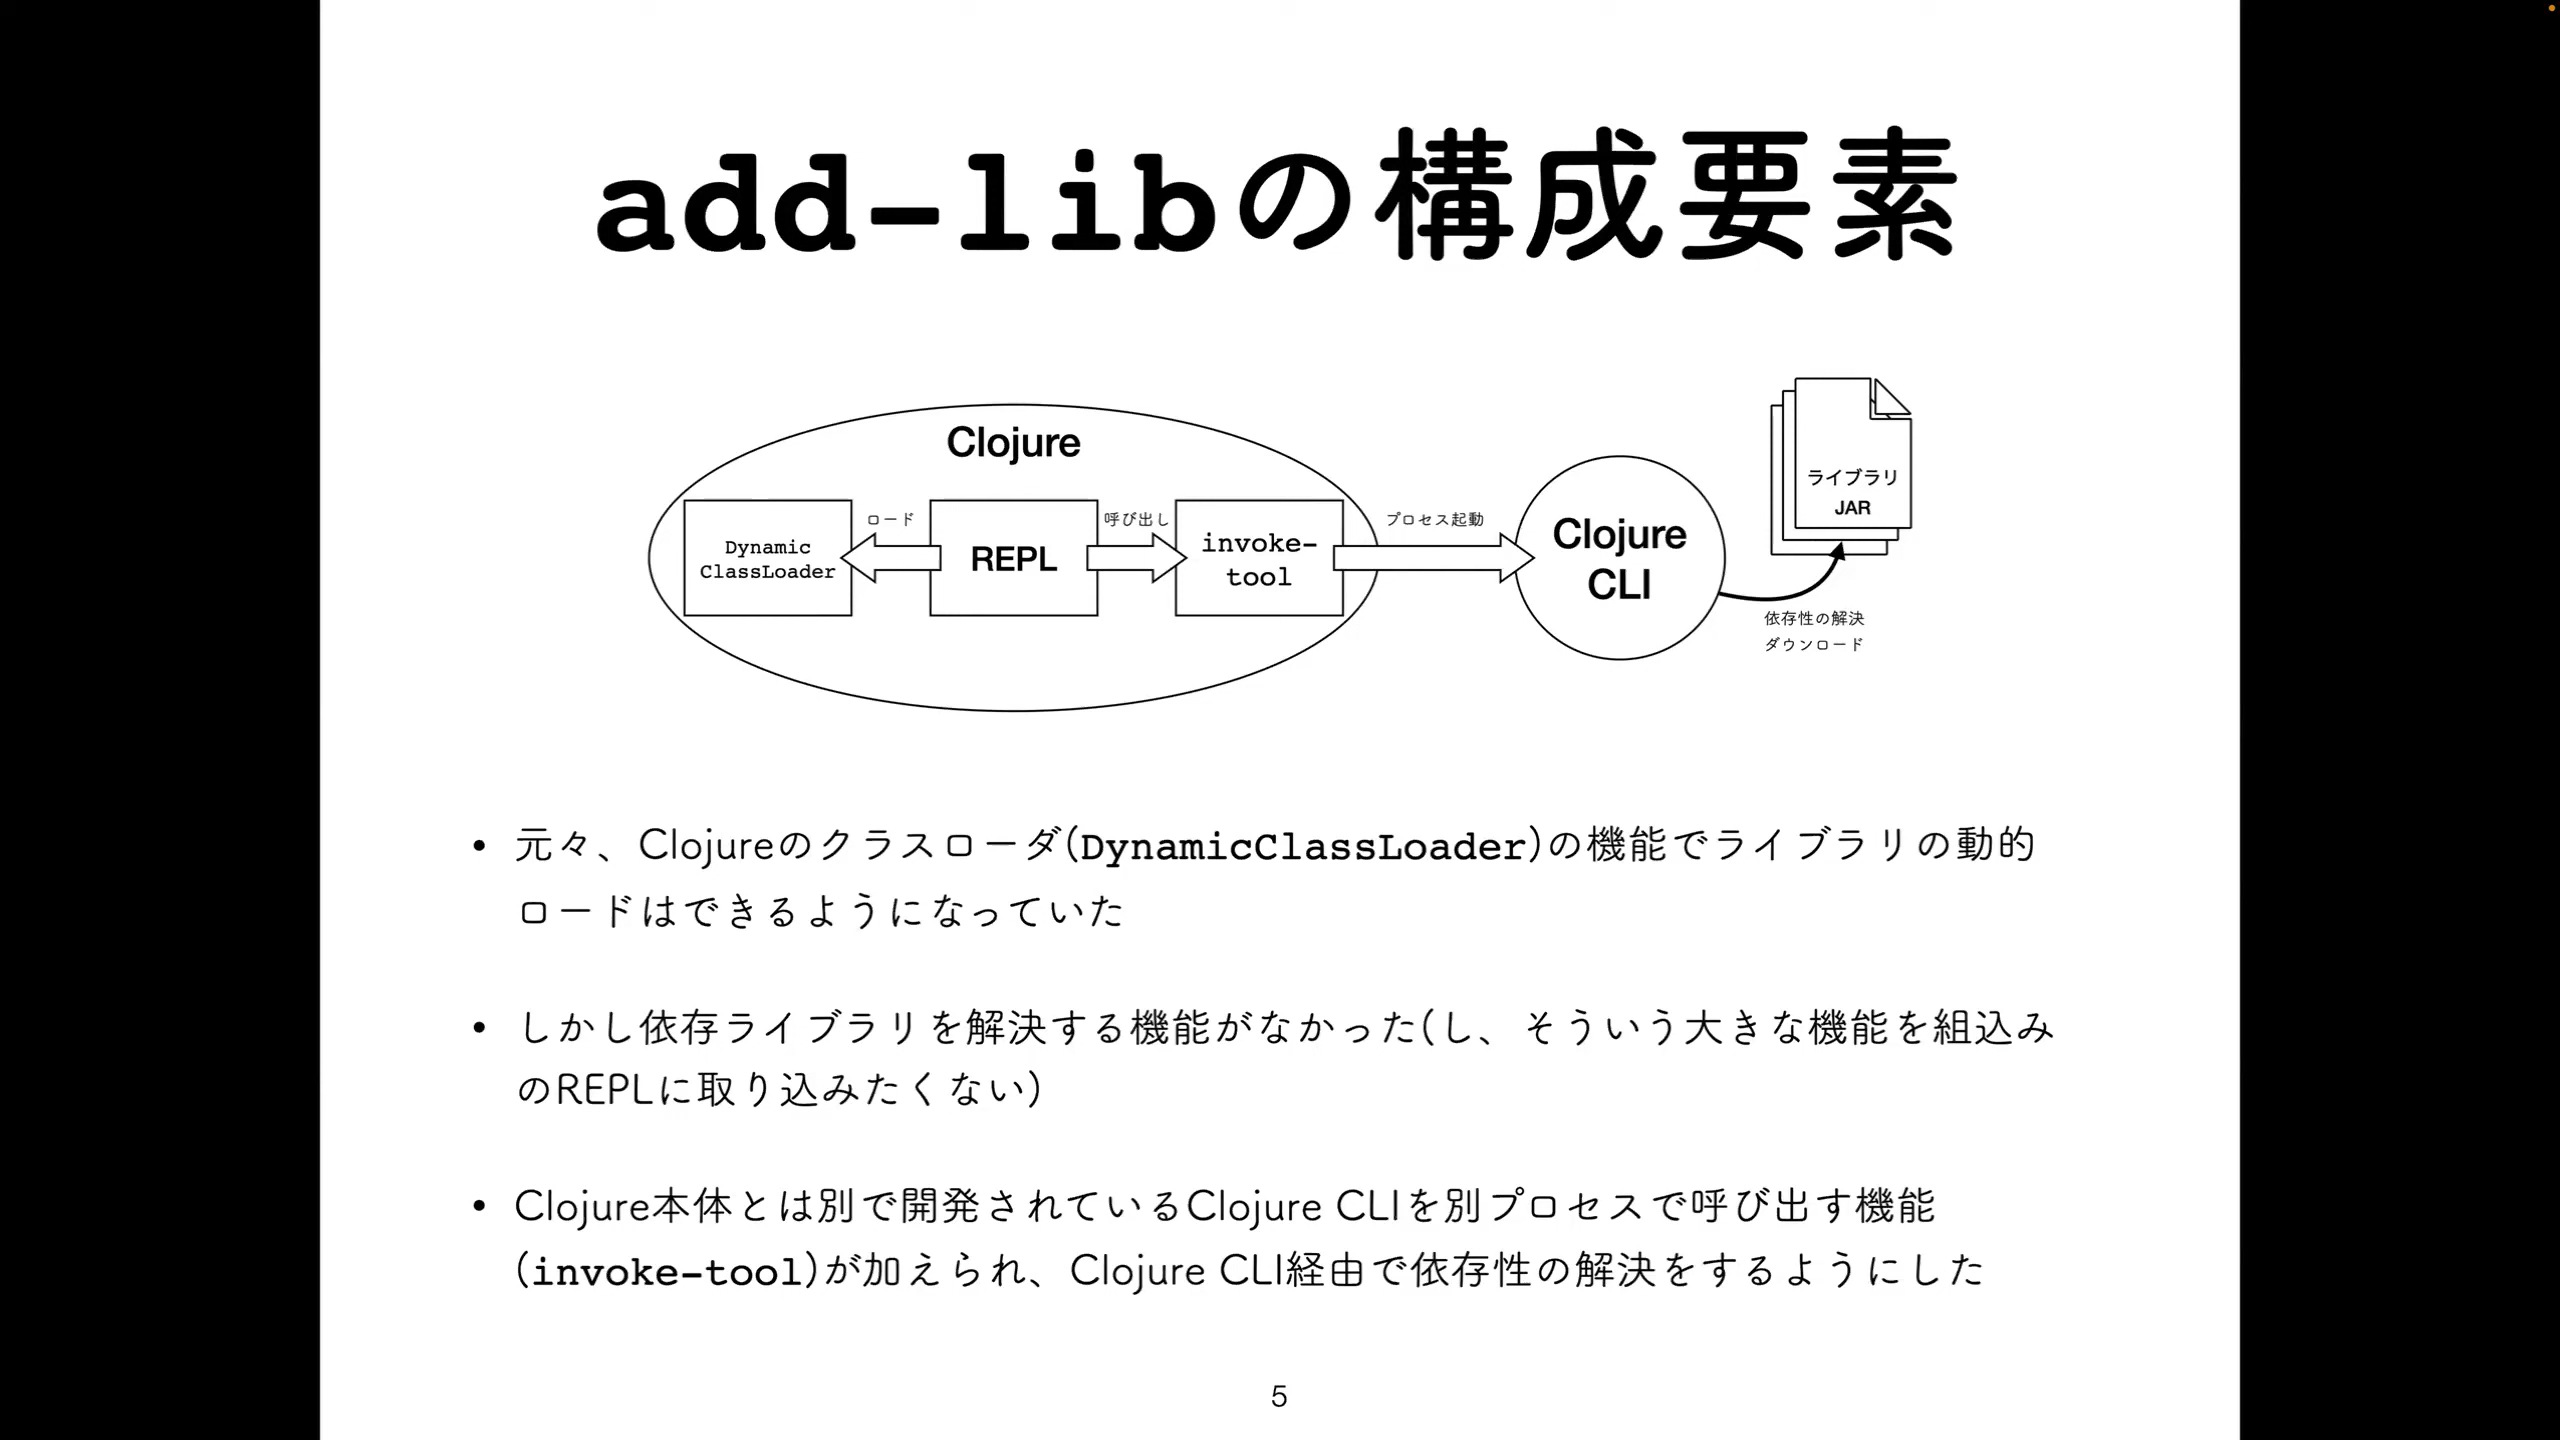 add-libの構成要素
Clojure
Dynamic
ClassLoader
ロード
REPL
呼び出し
invoke-
tool
プロセス起動
Clojure
CLI
ライブラリ
JAR
依存性の解決
ダウンロード
• 元々、Clojureのクラスローダ(DynamicClassLoader)の機能でライブラリの動的
ロードはできるようになっていた
• しかし依存ライブラリを解決する機能がなかった(し、そういう大きな機能を組込み
のREPLに取り込みたくない)
• Clojure本体とは別で開発されているClojure CLIを別プロセスで呼び出す機能
(invoke-tool)が加えられ、Clojure CLI経由で依存性の解決をするようにした
5